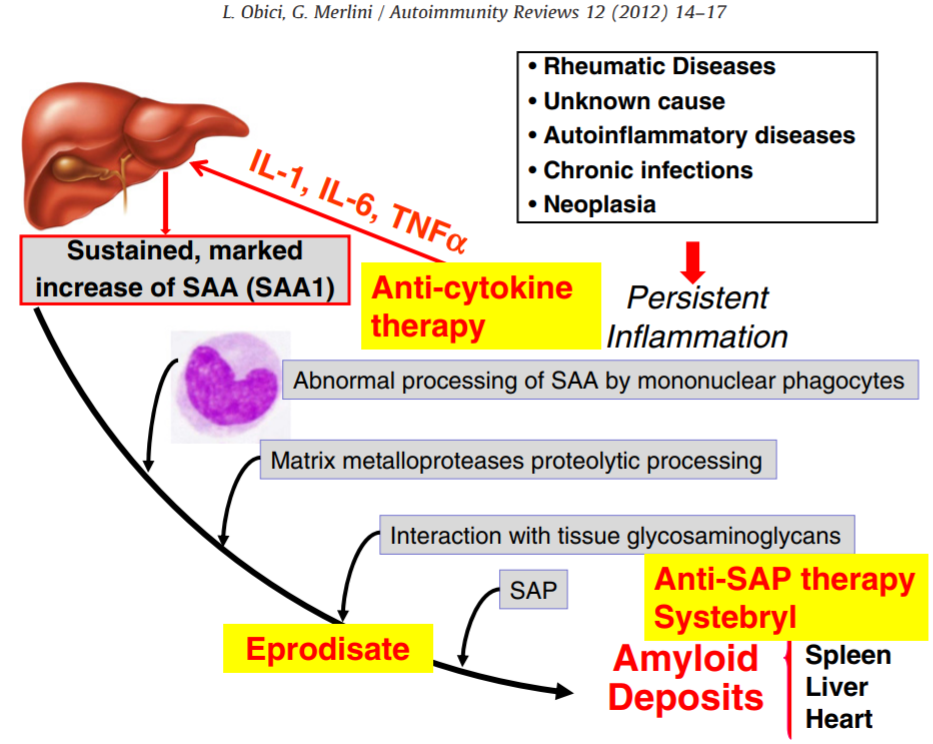 L. Obici, G. Merlini / Autoimmunity Reviews 12 (2012) 14–17
• Rheumatic Diseases
• Unknown cause
• Autoinflammatory diseases
• Chronic infections
• Neoplasia
IL-1, IL-6, TNFα
Sustained, marked
increase of SAA (SAA1)
Anti-cytokine
therapy
Persistent
Inflammation
Abnormal processing of SAA by mononuclear phagocytes
Matrix metalloproteases proteolytic processing
Interaction with tissue glycosaminoglycans
SAP
Anti-SAP therapy
Systebryl
Eprodisate
Amyloid
Deposits
Spleen
Liver
Heart